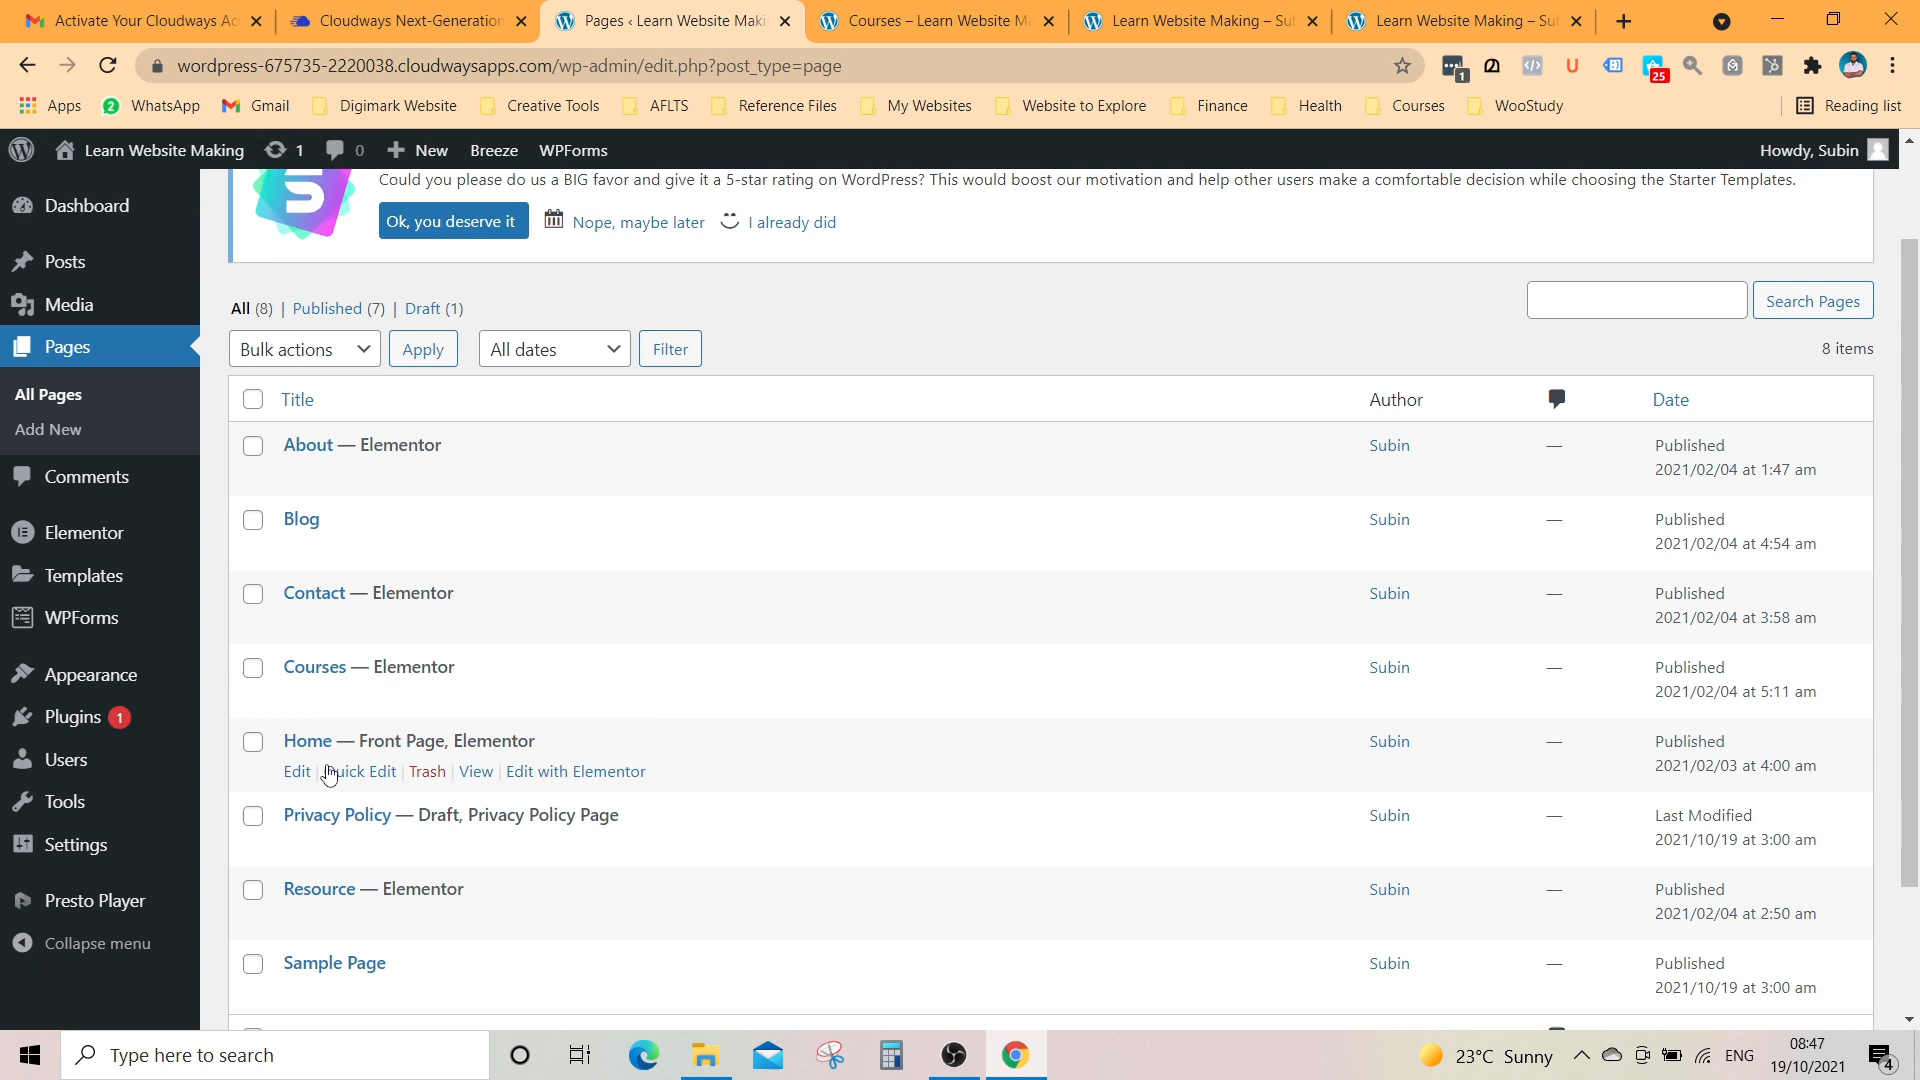 Activate Your Cloudways Ac
Cloudways Next-Generation
Pages ‹ Learn Website Maki
Courses – Learn Website Ma
Learn Website Making – Sub
Learn Website Making – Sub
wordpress-675735-2220038.cloudwaysapps.com/wp-admin/edit.php?post_type=page
1
25
Apps
2
WhatsApp
Gmail
Digimark Website
Creative Tools
AFLTS
Reference Files
My Websites
Website to Explore
Finance
Health
Courses
WooStudy
Reading list
Learn Website Making
1
0
New
Breeze
WPForms
Howdy, Subin
Dashboard
Posts
Media
Pages
All Pages
Add New
Comments
Elementor
Templates
WPForms
Appearance
Plugins 1
Users
Tools
Settings
Presto Player
Collapse menu
Could you please do us a BIG favor and give it a 5-star rating on WordPress? This would boost our motivation and help other users make a comfortable decision while choosing the Starter Templates.
Ok, you deserve it
Nope, maybe later
I already did
All (8) | Published (7) | Draft (1)
Search Pages
Bulk actions
Apply
All dates
Filter
8 items
Title
Author
Date
About — Elementor
Subin
—
Published
2021/02/04 at 1:47 am
Blog
Subin
—
Published
2021/02/04 at 4:54 am
Contact — Elementor
Subin
—
Published
2021/02/04 at 3:58 am
Courses — Elementor
Subin
—
Published
2021/02/04 at 5:11 am
Home — Front Page, Elementor
Edit | Quick Edit | Trash | View | Edit with Elementor
Subin
—
Published
2021/02/03 at 4:00 am
Privacy Policy — Draft, Privacy Policy Page
Subin
—
Last Modified
2021/10/19 at 3:00 am
Resource — Elementor
Subin
—
Published
2021/02/04 at 2:50 am
Sample Page
Subin
—
Published
2021/10/19 at 3:00 am
Type here to search
23°C Sunny
ENG
08:47
19/10/2021
4